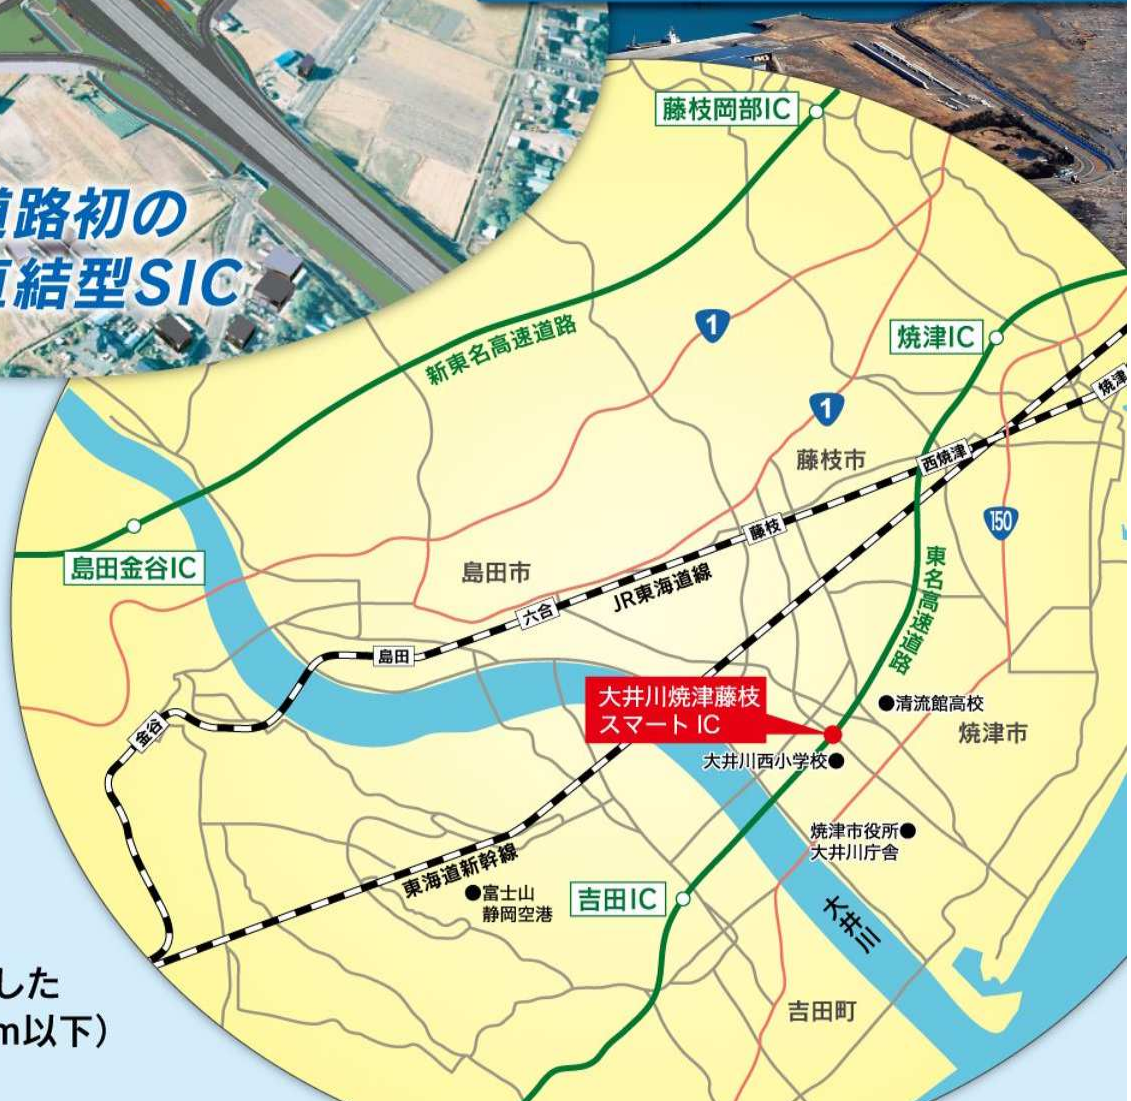 道路初の
直結型SIC
藤枝岡部IC
1
新東名高速道路
焼津IC
1
焼津
藤枝市
西焼津
150
藤枝
島田金谷IC
島田市
JR東海道線
東名高速道路
六合
島田
大井川焼津藤枝
スマートIC
清流館高校
金谷
焼津市
大井川西小学校
焼津市役所
大井川庁舎
東海道新幹線
富士山
静岡空港
吉田IC
大井川
した
m以下）
吉田町